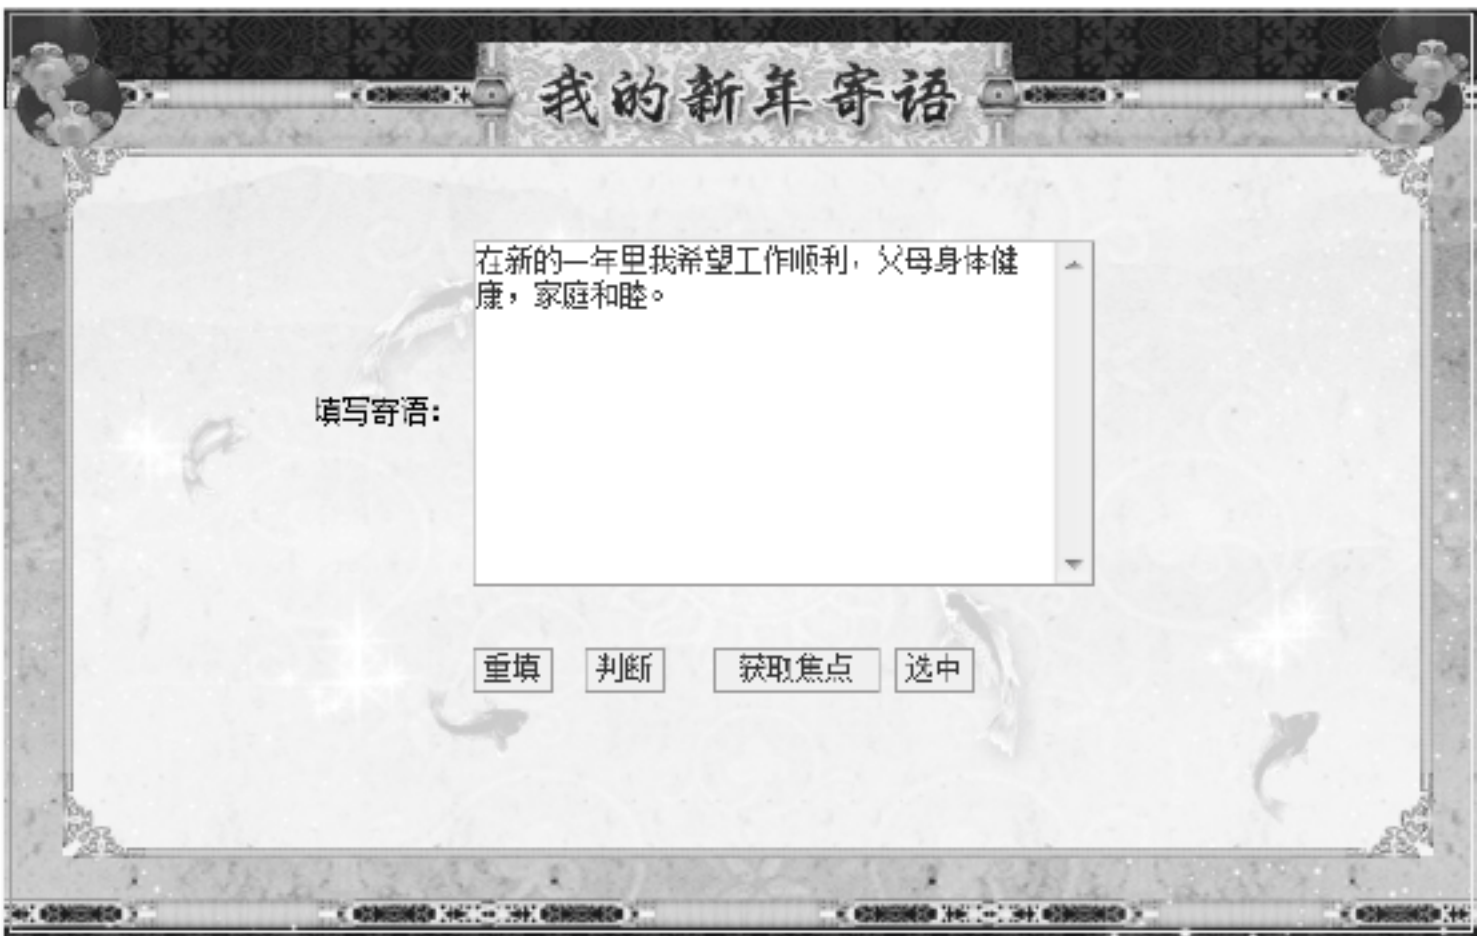 我的新年寄语
在新的一年里我希望工作顺利，父母身体健
康，家庭和睦。
填写寄语：
重填 判断 获取焦点 选中